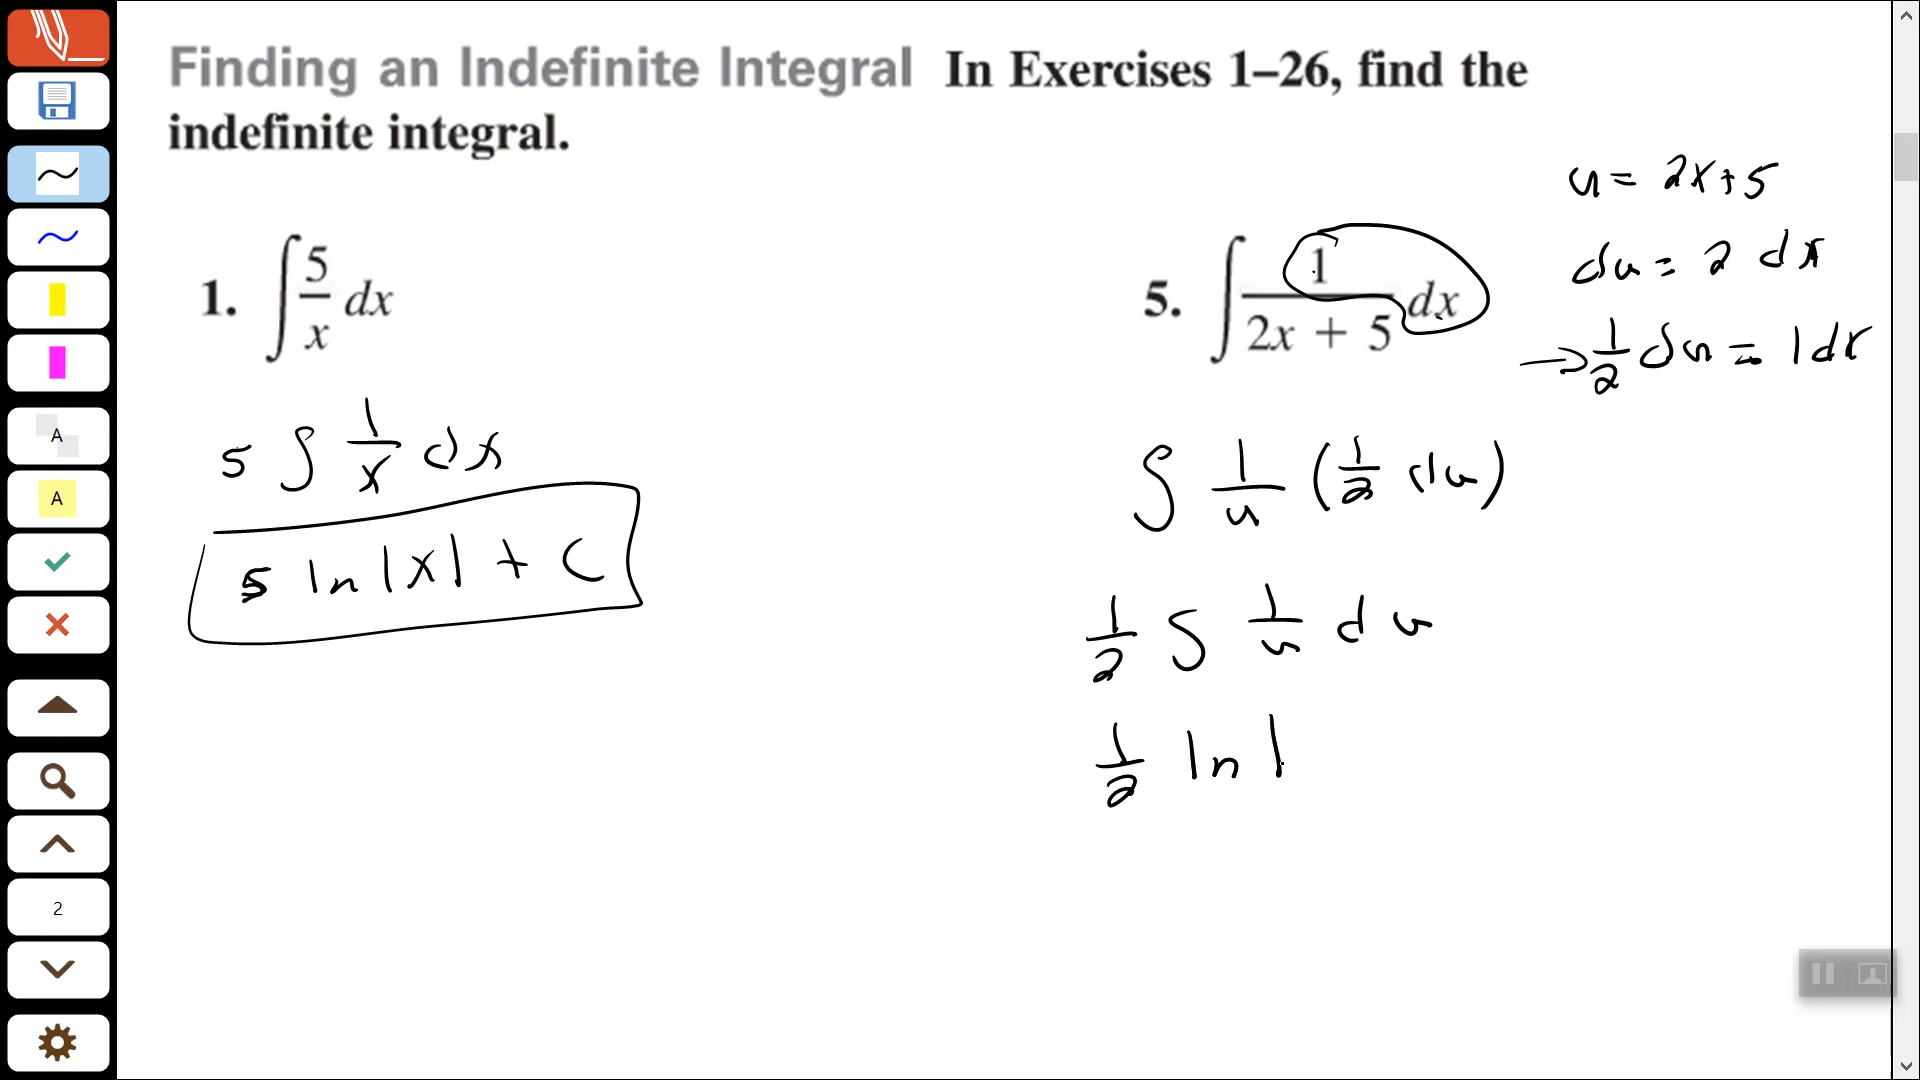 Finding an Indefinite Integral In Exercises 1–26, find the
indefinite integral.
1. ∫ 5/x dx
5 ∫ 1/x dx
5 ln |x| + C
5. ∫ 1/(2x + 5) dx
u = 2x+5
du = 2 dx
→ 1/2 du = 1dx
∫ 1/u (1/2 du)
1/2 ∫ 1/u du
1/2 ln |
A
A
2